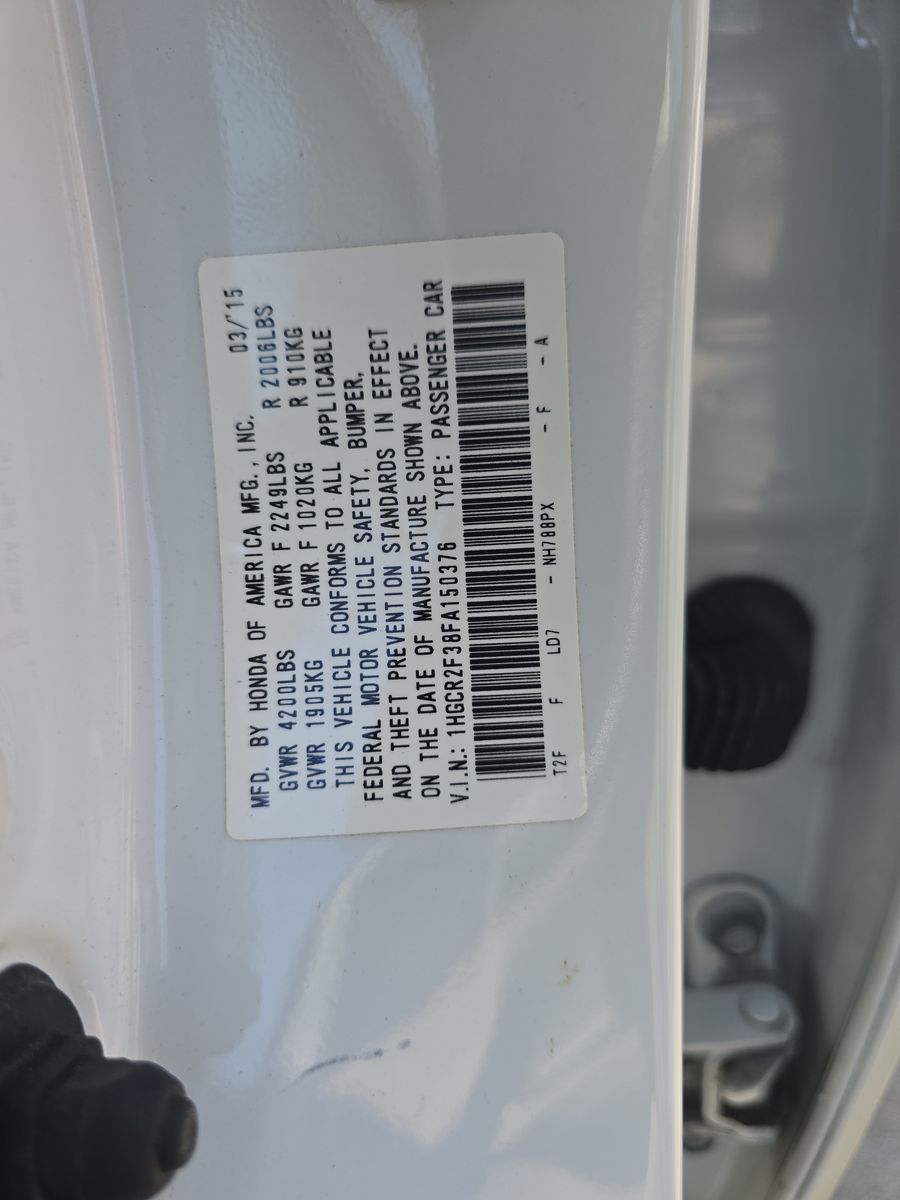 MFD. BY HONDA OF AMERICA MFG., INC. 03/'15
GVWR 4200LBS GAWR F 2249LBS R 2006LBS
GVWR 1905KG GAWR F 1020KG R 910KG
THIS VEHICLE CONFORMS TO ALL APPLICABLE
FEDERAL MOTOR VEHICLE SAFETY, BUMPER,
AND THEFT PREVENTION STANDARDS IN EFFECT
ON THE DATE OF MANUFACTURE SHOWN ABOVE.
V.I.N.: 1HGCR2F38FA150376 TYPE: PASSENGER CAR
T2F F LD7 - NH788PX - F - A